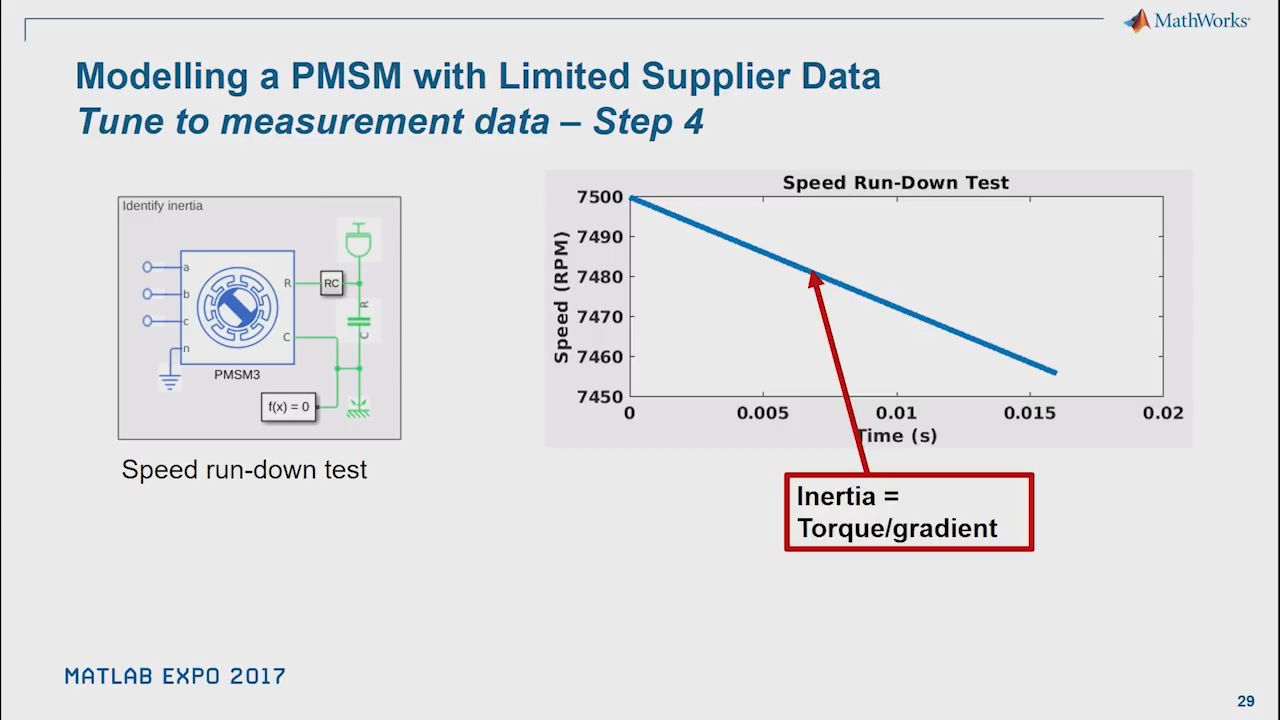 MathWorks
Modelling a PMSM with Limited Supplier Data
Tune to measurement data – Step 4
Identify inertia
a
b
c
n
R
C
RC
R
C
PMSM3
f(x) = 0
Speed run-down test
Speed Run-Down Test
Speed (RPM)
7500
7490
7480
7470
7460
7450
0
0.005
0.01
0.015
0.02
Time (s)
Inertia =
Torque/gradient
MATLAB EXPO 2017
29